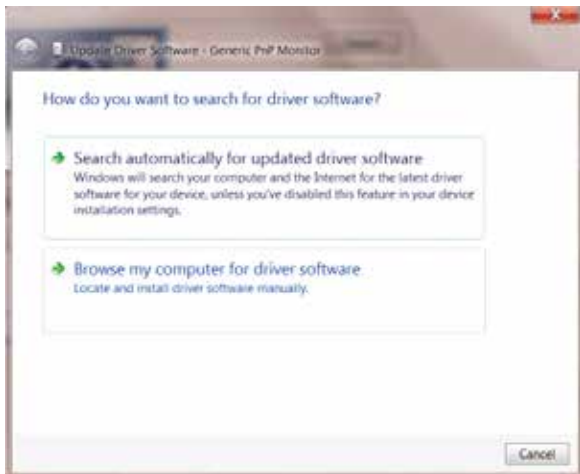 Update Driver Software - Generic PnP Monitor
How do you want to search for driver software?
Search automatically for updated driver software
Windows will search your computer and the Internet for the latest driver
software for your device, unless you've disabled this feature in your device
installation settings.
Browse my computer for driver software
Locate and install driver software manually.
Cancel